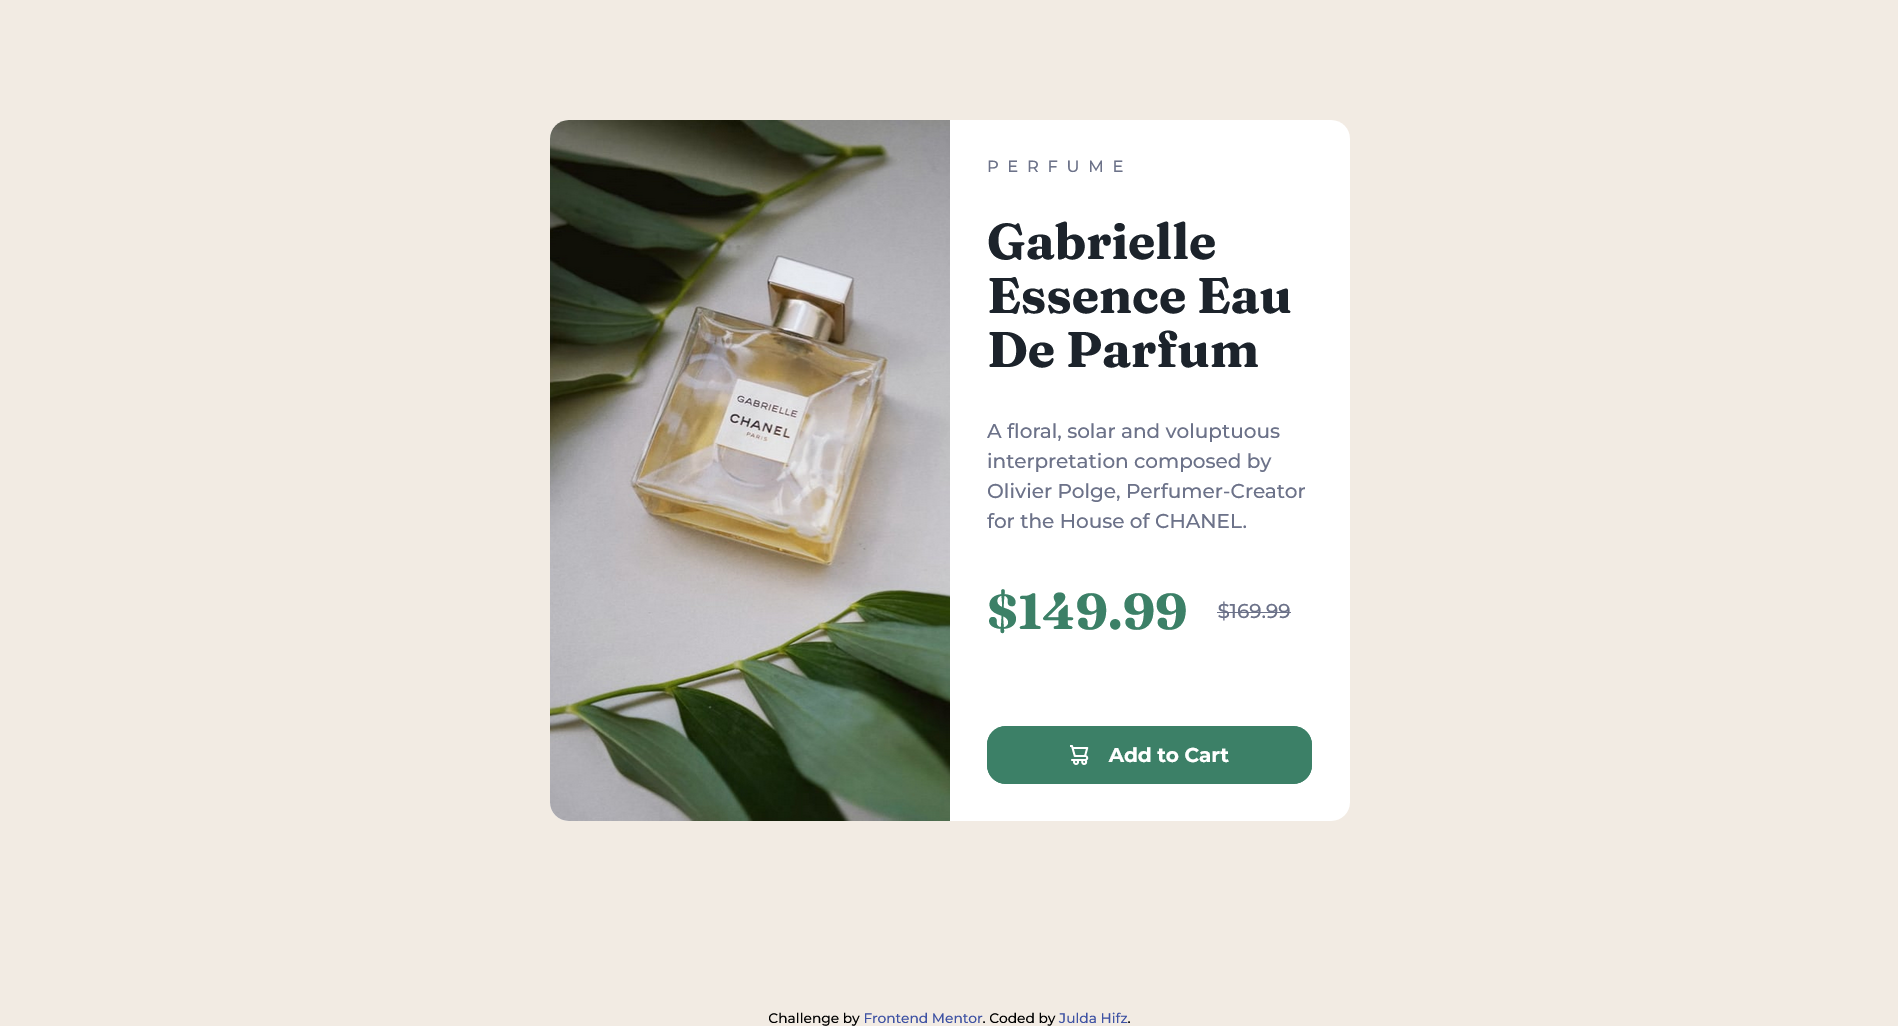 PERFUME
Gabrielle
Essence Eau
De Parfum
A floral, solar and voluptuous
interpretation composed by
Olivier Polge, Perfumer-Creator
for the House of CHANEL.
$149.99 $169.99
Add to Cart
GABRIELLE
CHANEL
PARIS
Challenge by Frontend Mentor. Coded by Julda Hifz.